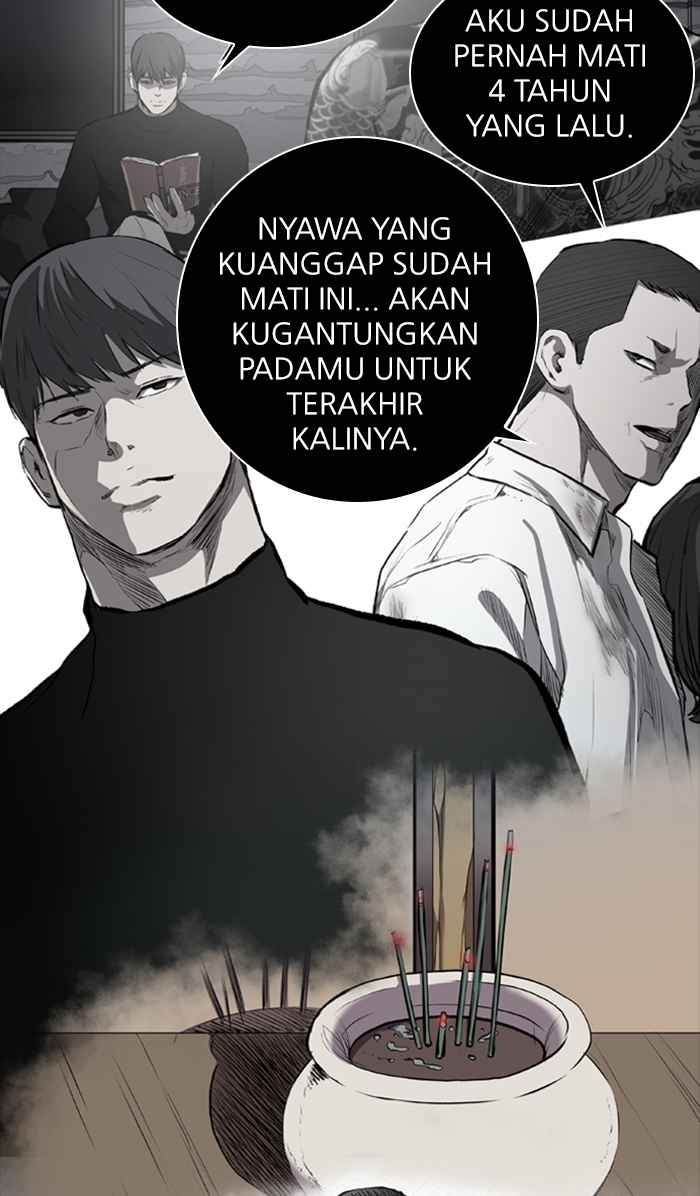 AKU SUDAH
PERNAH MATI
4 TAHUN
YANG LALU.
NYAWA YANG
KUANGGAP SUDAH
MATI INI... AKAN
KUGANTUNGKAN
PADAMU UNTUK
TERAKHIR
KALINYA.